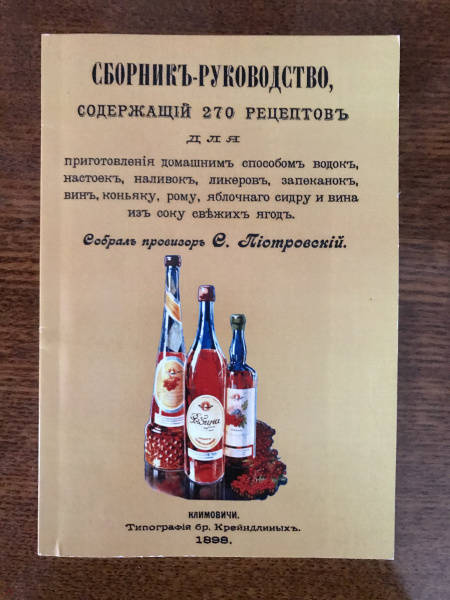 СБОРНИКЪ-РУКОВОДСТВО,
СОДЕРЖАЩІЙ 270 РЕЦЕПТОВЪ
ДЛЯ
приготовленія домашнимъ способомъ водокъ,
настоекъ, наливокъ, ликеровъ, запеканокъ,
винъ, коньяку, рому, яблочнаго сидру и вина
изъ соку свѣжихъ ягодъ.
Собралъ провизоръ С. Піотровскій.
КЛИМОВИЧИ.
Типографія бр. Крейндлиныхъ.
1898.